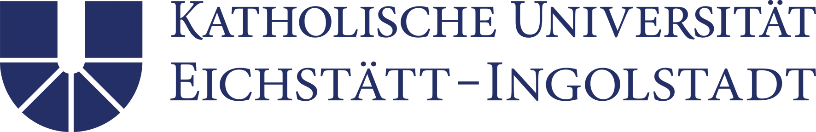 KATHOLISCHE UNIVERSITÄT
EICHSTÄTT–INGOLSTADT